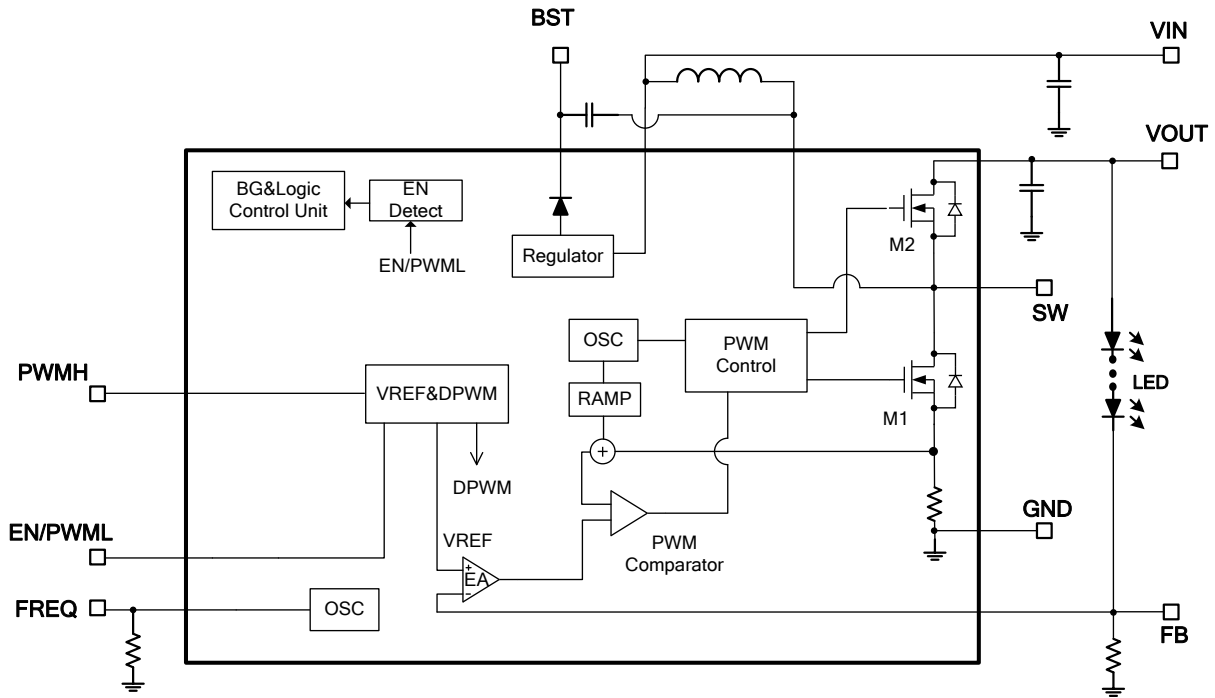 BST
VIN
VOUT
BG&Logic
Control Unit
EN
Detect
EN/PWML
Regulator
M2
SW
OSC
PWM
Control
LED
PWMH
VREF&DPWM
RAMP
M1
+
DPWM
GND
EN/PWML
VREF
PWM
Comparator
+
EA
-
FREQ
OSC
FB